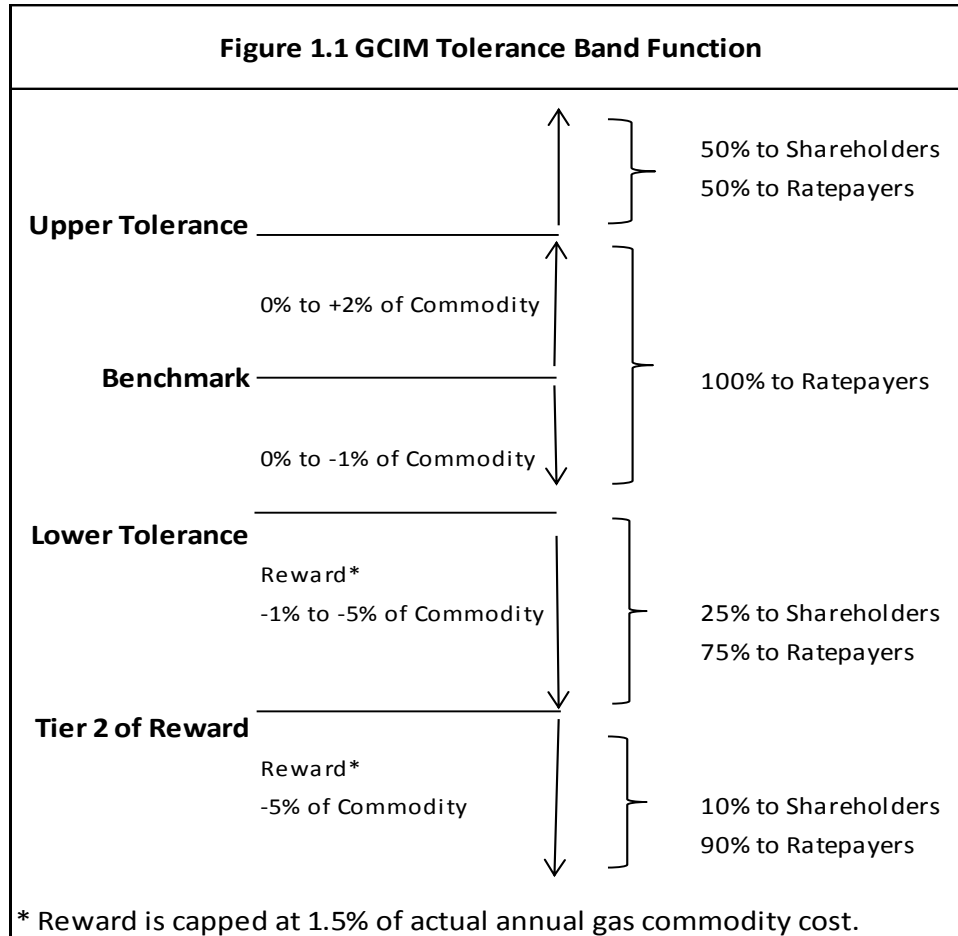 Figure 1.1 GCIM Tolerance Band Function
50% to Shareholders
50% to Ratepayers
Upper Tolerance
0% to +2% of Commodity
Benchmark
100% to Ratepayers
0% to -1% of Commodity
Lower Tolerance
Reward*
-1% to -5% of Commodity
25% to Shareholders
75% to Ratepayers
Tier 2 of Reward
Reward*
-5% of Commodity
10% to Shareholders
90% to Ratepayers
* Reward is capped at 1.5% of actual annual gas commodity cost.